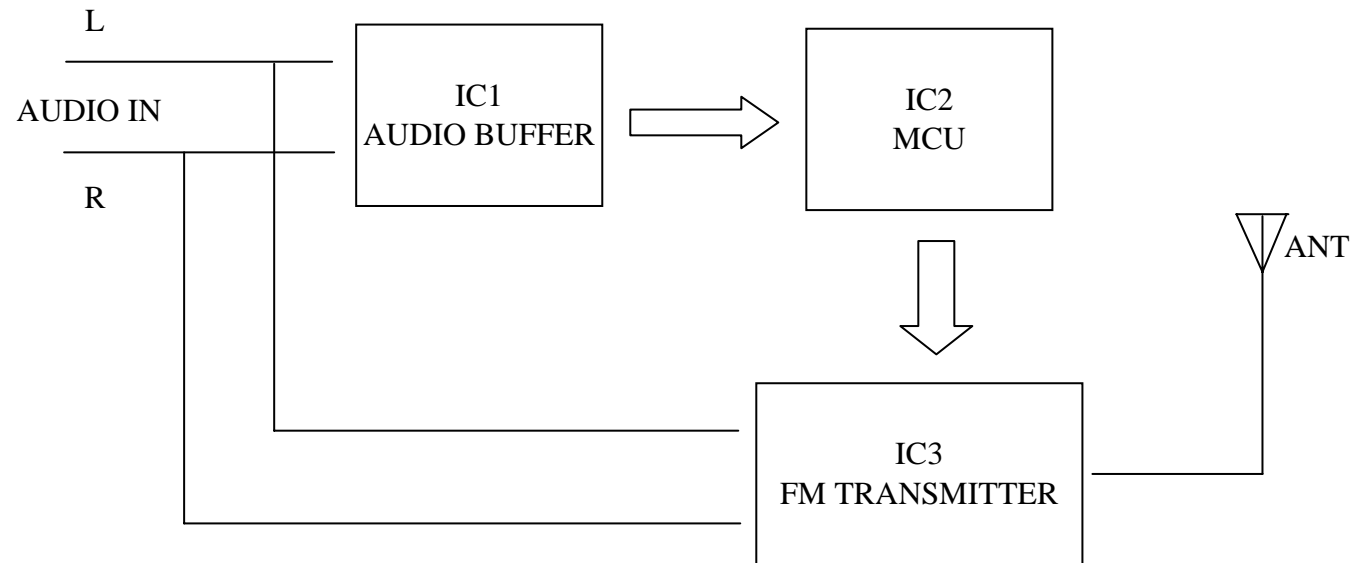 L
AUDIO IN
R
IC1
AUDIO BUFFER
IC2
MCU
ANT
IC3
FM TRANSMITTER